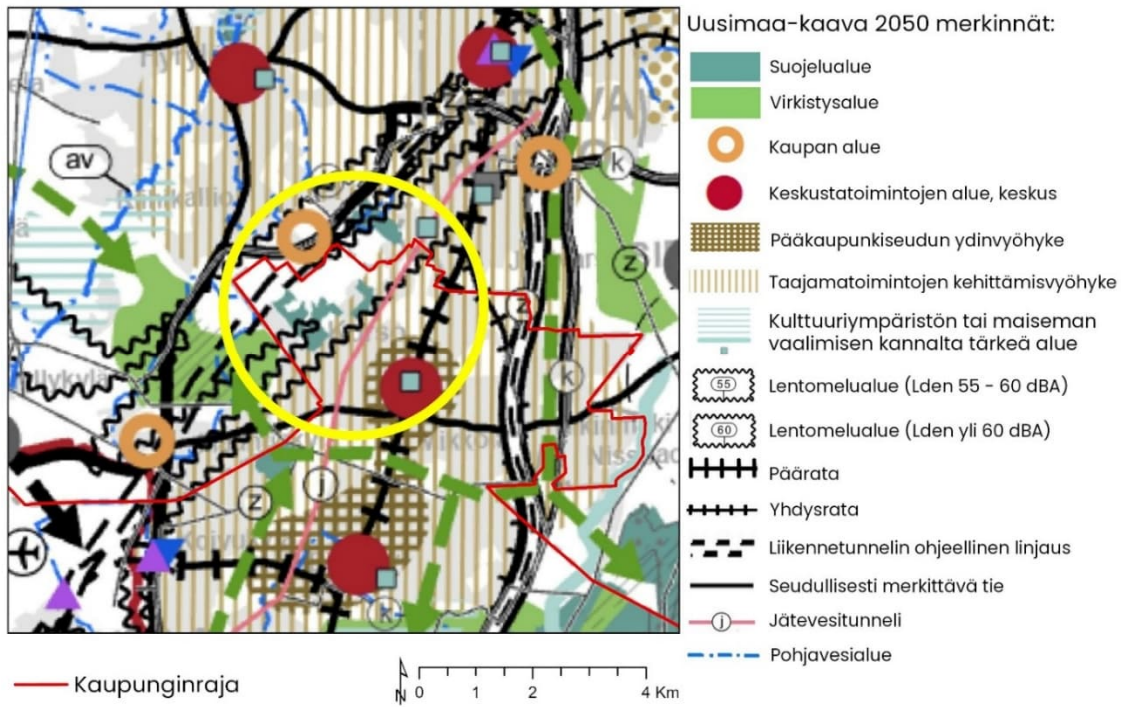 Uusimaa-kaava 2050 merkinnät:
Suojelualue
Virkistysalue
Kaupan alue
Keskustatoimintojen alue, keskus
Pääkaupunkiseudun ydinvyöhyke
Taajamatoimintojen kehittämisvyöhyke
Kulttuuriympäristön tai maiseman
vaalimisen kannalta tärkeä alue
55
Lentomelualue (Lden 55 - 60 dBA)
60
Lentomelualue (Lden yli 60 dBA)
Päärata
Yhdysrata
Liikennetunnelin ohjeellinen linjaus
Seudullisesti merkittävä tie
j
Jätevesitunneli
Pohjavesialue
av
z
k
z
z
k
j
z
k
Kaupunginraja
N
0 1 2 4 Km